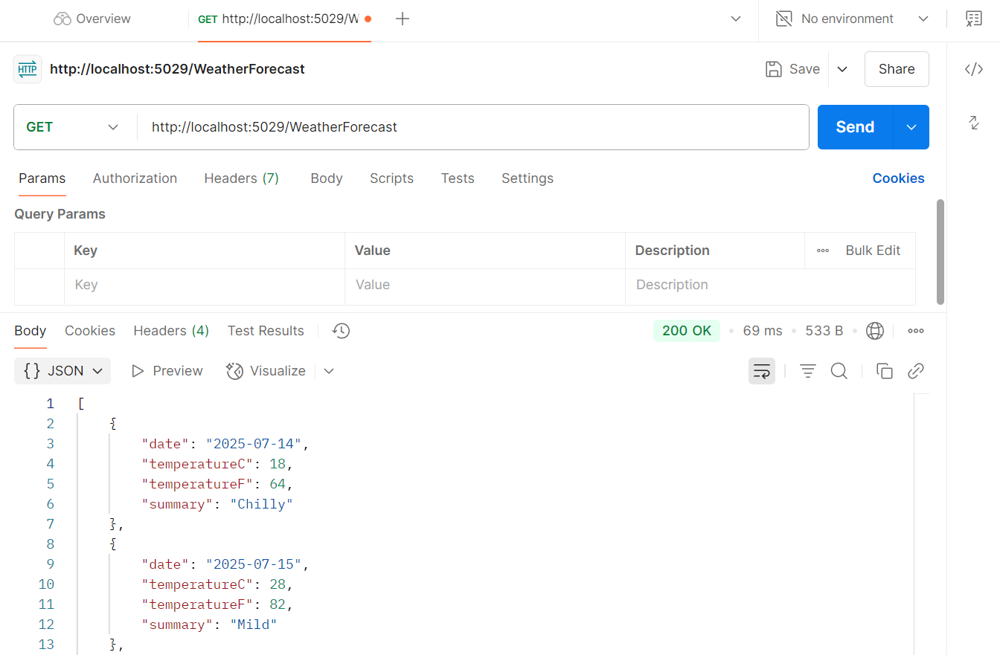 Overview
GET http://localhost:5029/W
No environment
HTTP http://localhost:5029/WeatherForecast
Save
Share
GET
http://localhost:5029/WeatherForecast
Send
Params Authorization Headers (7) Body Scripts Tests Settings Cookies
Query Params
Key Value Description Bulk Edit
Key Value Description
Body Cookies Headers (4) Test Results 200 OK 69 ms 533 B
{} JSON Preview Visualize
1 [
2 {
3 "date": "2025-07-14",
4 "temperatureC": 18,
5 "temperatureF": 64,
6 "summary": "Chilly"
7 },
8 {
9 "date": "2025-07-15",
10 "temperatureC": 28,
11 "temperatureF": 82,
12 "summary": "Mild"
13 },